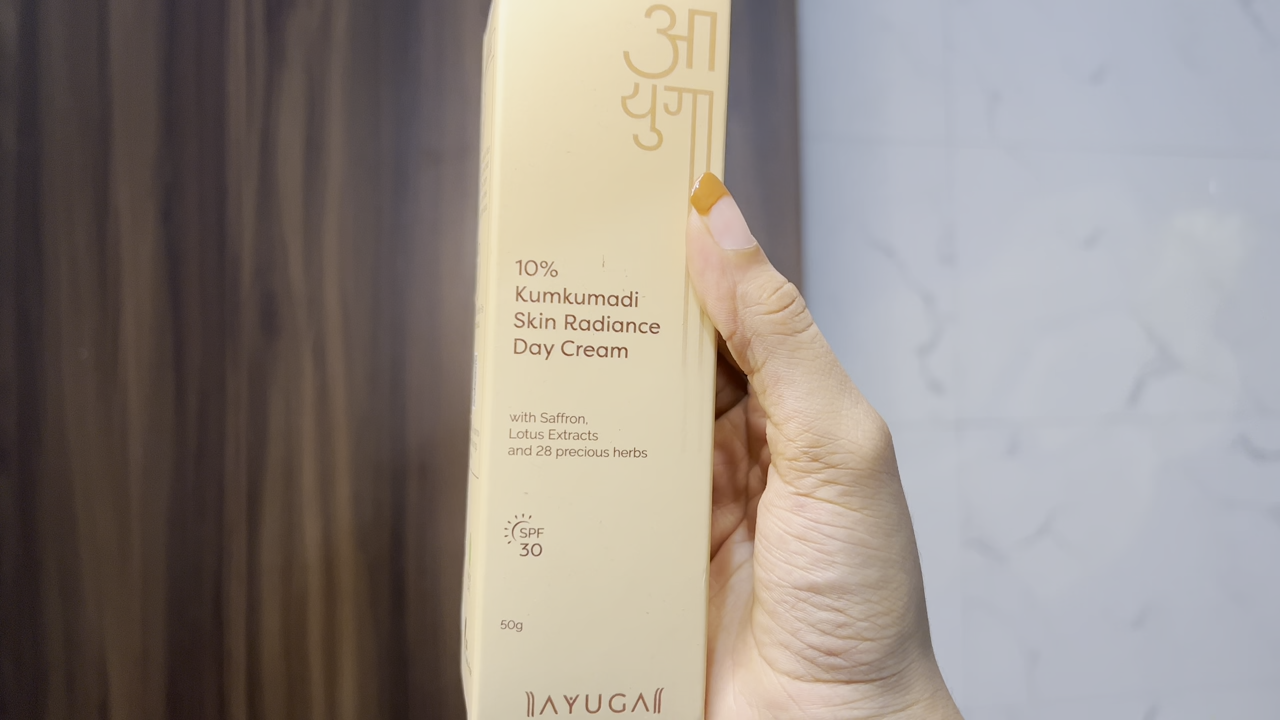 आ
युगा
10%
Kumkumadi
Skin Radiance
Day Cream
with Saffron,
Lotus Extracts
and 28 precious herbs
SPF
30
50g
AYUGA